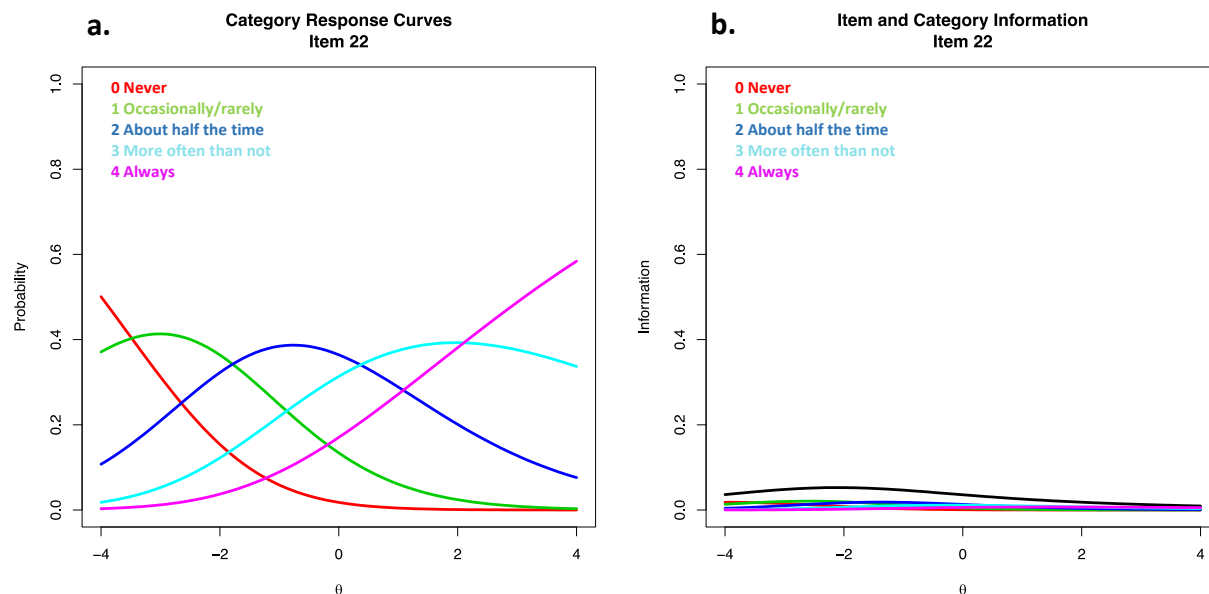 a.
Category Response Curves
Item 22
0 Never
1 Occasionally/rarely
2 About half the time
3 More often than not
4 Always
Probability
0.0
0.2
0.4
0.6
0.8
1.0
−4
−2
0
2
4
θ
b.
Item and Category Information
Item 22
0 Never
1 Occasionally/rarely
2 About half the time
3 More often than not
4 Always
Information
0.0
0.2
0.4
0.6
0.8
1.0
−4
−2
0
2
4
θ